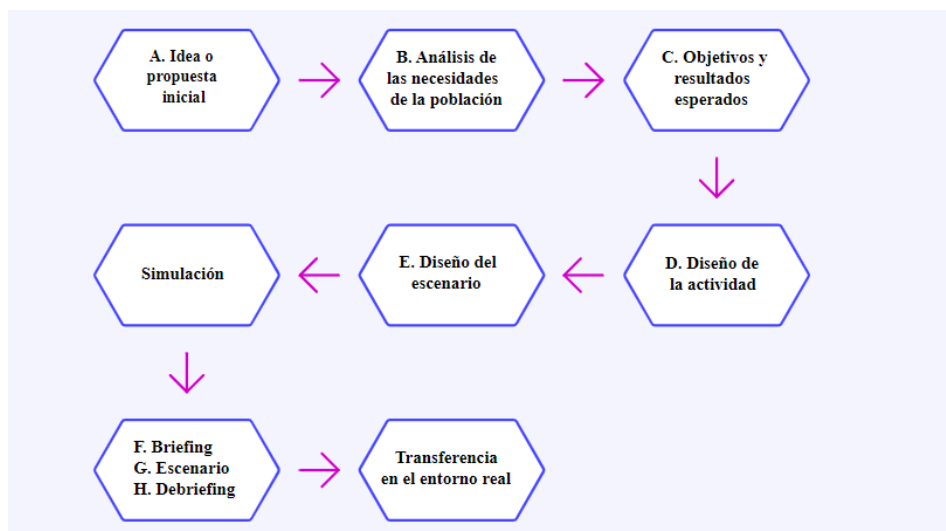 A. Idea o
propuesta
inicial
B. Análisis de
las necesidades
de la población
C. Objetivos y
resultados
esperados
Simulación
E. Diseño del
escenario
D. Diseño de
la actividad
F. Briefing
G. Escenario
H. Debriefing
Transferencia
en el entorno real